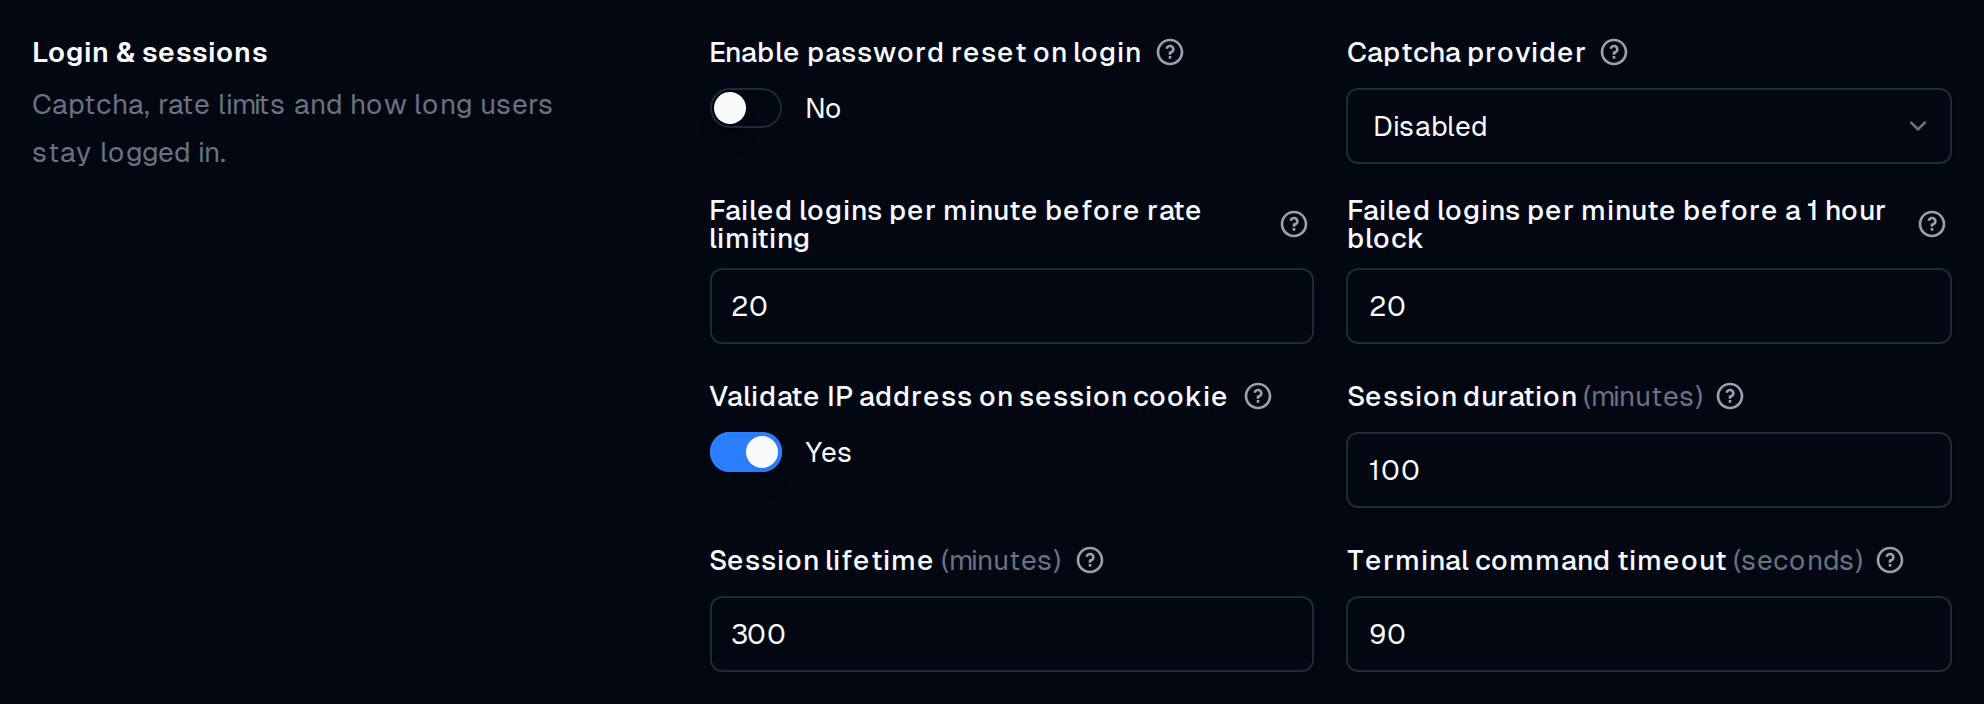 Login & sessions
Captcha, rate limits and how long users
stay logged in.
Enable password reset on login
No
Captcha provider
Disabled
Failed logins per minute before rate
limiting
20
Failed logins per minute before a 1 hour
block
20
Validate IP address on session cookie
Yes
Session duration (minutes)
100
Session lifetime (minutes)
300
Terminal command timeout (seconds)
90